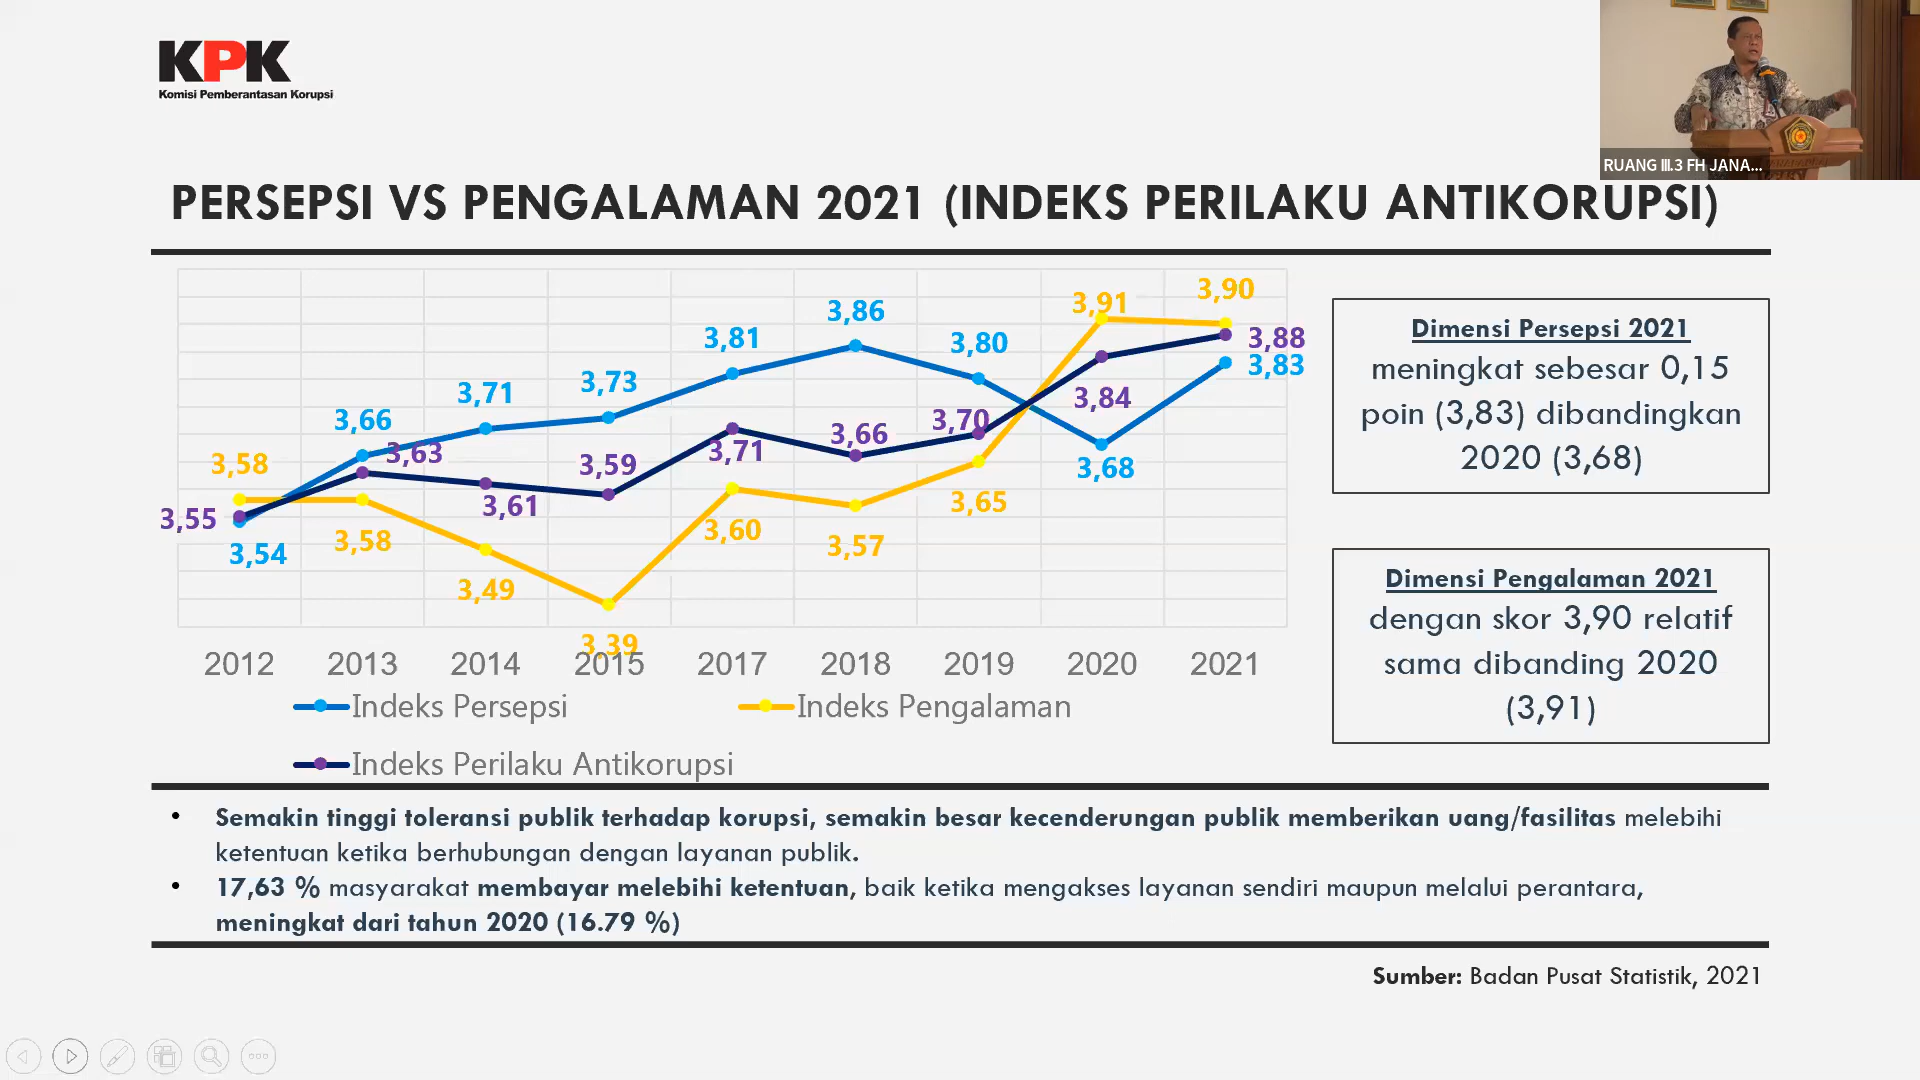 KPK
Komisi Pemberantasan Korupsi
RUANG III.3 FH JANA...
PERSEPSI VS PENGALAMAN 2021 (INDEKS PERILAKU ANTIKORUPSI)
3,58
3,58
3,49
3,39
3,60
3,57
3,65
3,91
3,90
3,54
3,66
3,71
3,73
3,81
3,86
3,80
3,68
3,83
3,55
3,63
3,61
3,59
3,71
3,66
3,70
3,84
3,88
2012 2013 2014 2015 2017 2018 2019 2020 2021
Indeks Persepsi
Indeks Pengalaman
Indeks Perilaku Antikorupsi
Dimensi Persepsi 2021
meningkat sebesar 0,15
poin (3,83) dibandingkan
2020 (3,68)
Dimensi Pengalaman 2021
dengan skor 3,90 relatif
sama dibanding 2020
(3,91)
• Semakin tinggi toleransi publik terhadap korupsi, semakin besar kecenderungan publik memberikan uang/fasilitas melebihi
ketentuan ketika berhubungan dengan layanan publik.
• 17,63 % masyarakat membayar melebihi ketentuan, baik ketika mengakses layanan sendiri maupun melalui perantara,
meningkat dari tahun 2020 (16.79 %)
Sumber: Badan Pusat Statistik, 2021